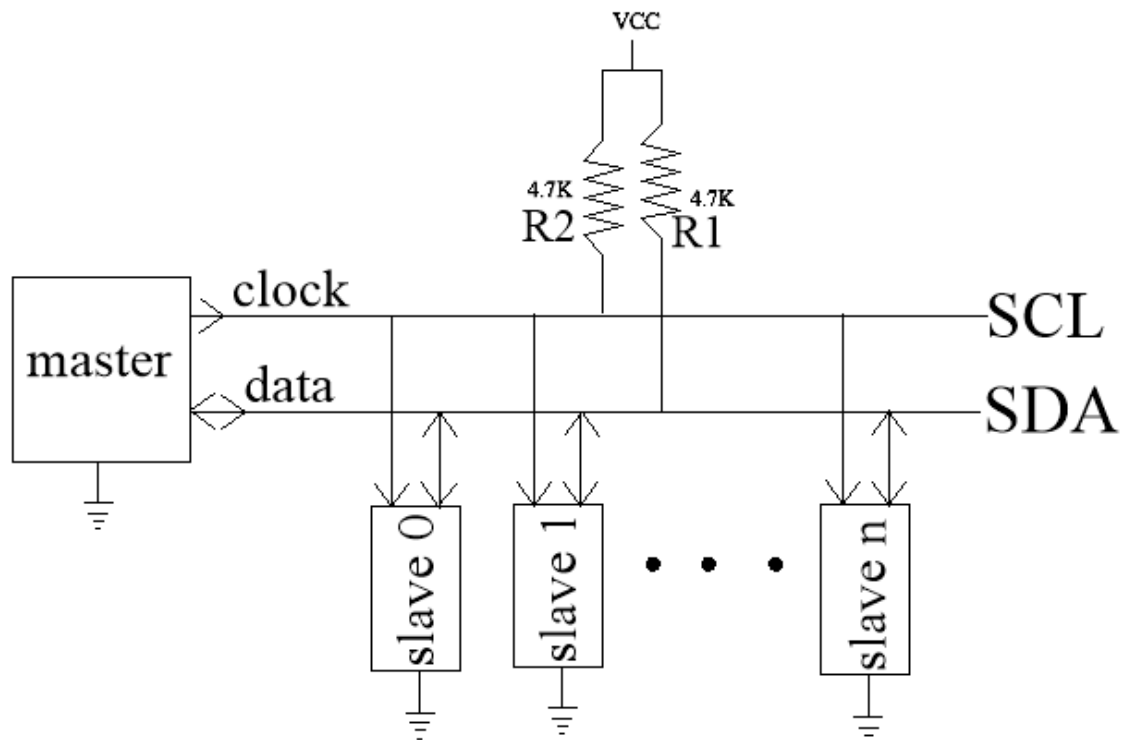 VCC
4.7K
R2
4.7K
R1
clock
SCL
master
data
SDA
slave 0
slave 1
slave n